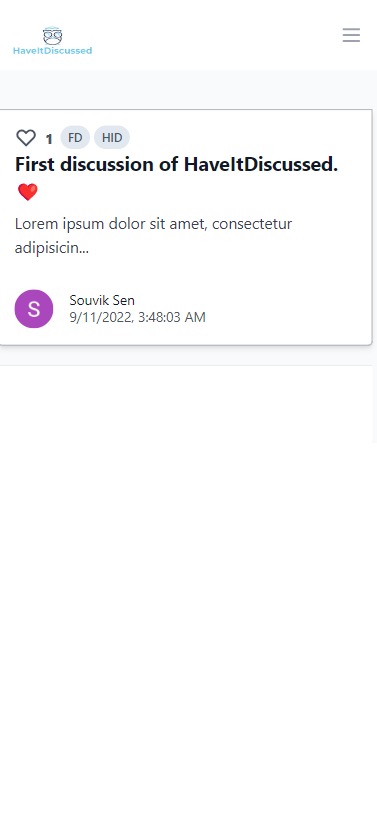 HaveItDiscussed
1 FD HID
First discussion of HaveItDiscussed.
❤️
Lorem ipsum dolor sit amet, consectetur
adipisicin...
S
Souvik Sen
9/11/2022, 3:48:03 AM